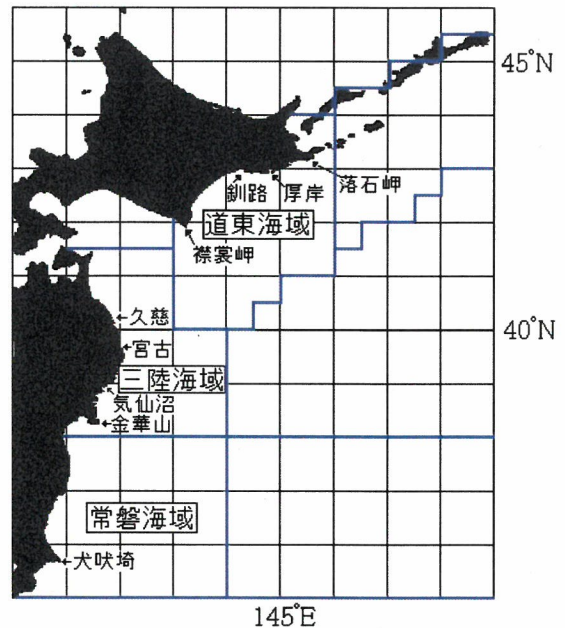 45°N
釧路
厚岸
落石岬
道東海域
襟裳岬
久慈
40°N
宮古
三陸海域
気仙沼
金華山
常磐海域
犬吠埼
145°E